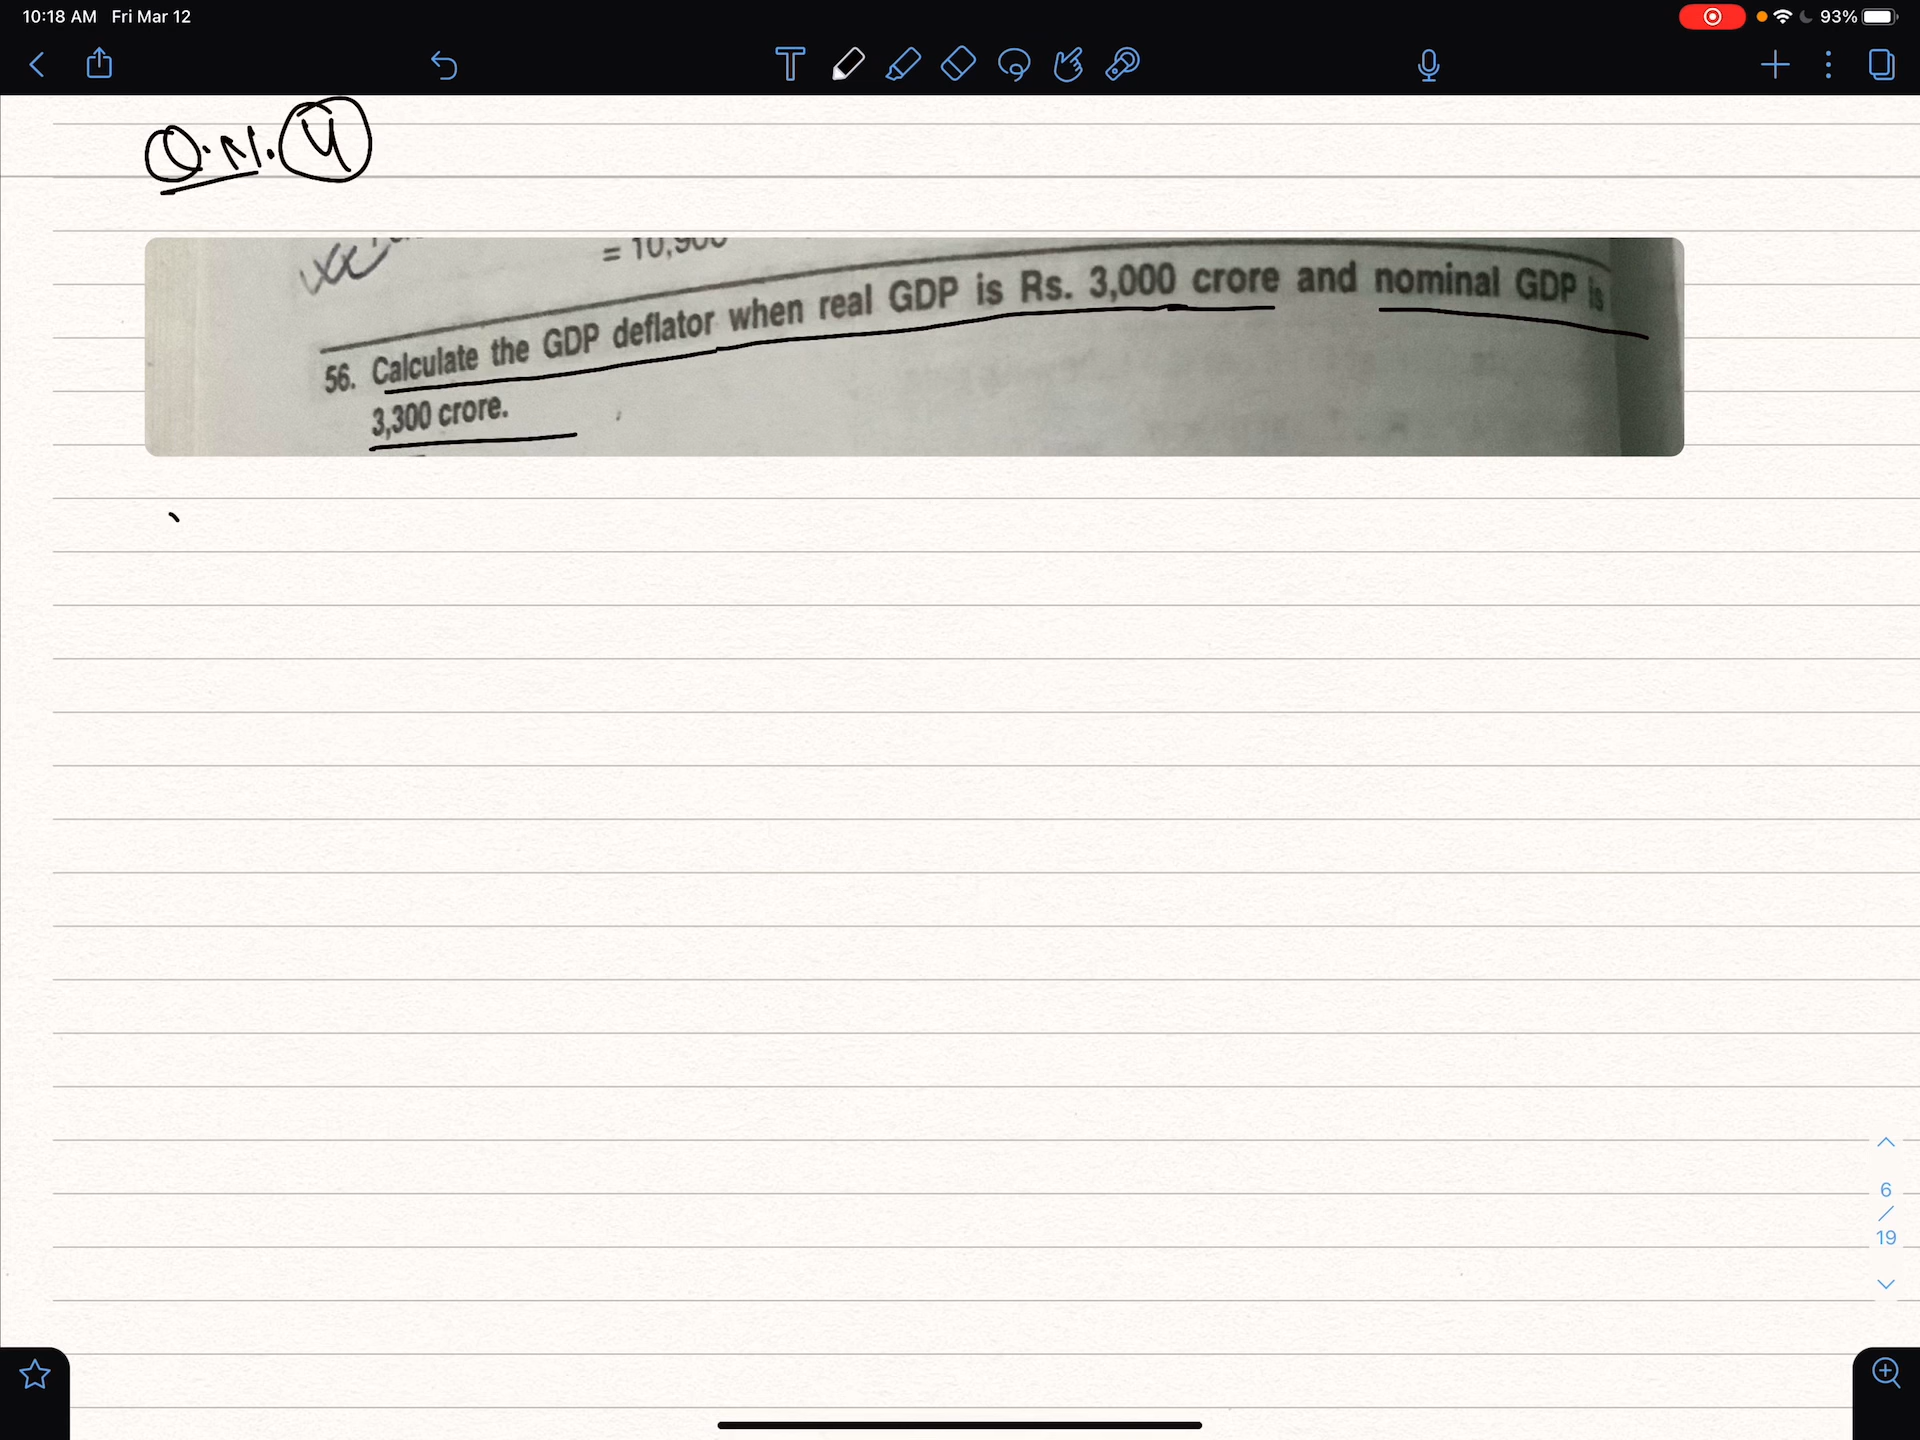 10:18 AM Fri Mar 12
93%
Q.N. 4
= 10,900
56. Calculate the GDP deflator when real GDP is Rs. 3,000 crore and nominal GDP is
3,300 crore.
6
/
19